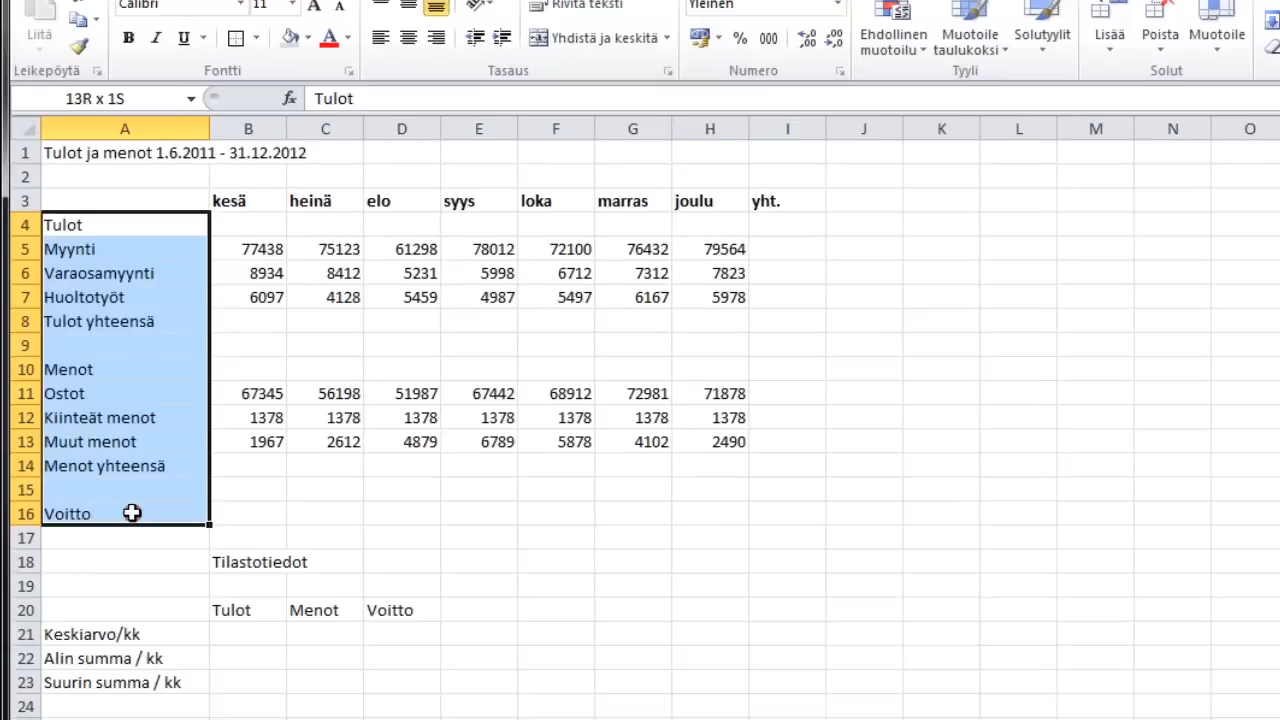 Calibri 11 Rivitä teksti Yleinen
Liitä B I U Yhdistä ja keskitä % 000 Ehdollinen muotoilu Muotoile taulukoksi Solutyylit Lisää Poista Muotoile
Leikepöytä Fontti Tasaus Numero Tyyli Solut
13R x 1S fx Tulot
A B C D E F G H I J K L M N O
1 Tulot ja menot 1.6.2011 - 31.12.2012
2
3 kesä heinä elo syys loka marras joulu yht.
4 Tulot
5 Myynti 77438 75123 61298 78012 72100 76432 79564
6 Varaosamyynti 8934 8412 5231 5998 6712 7312 7823
7 Huoltotyöt 6097 4128 5459 4987 5497 6167 5978
8 Tulot yhteensä
9
10 Menot
11 Ostot 67345 56198 51987 67442 68912 72981 71878
12 Kiinteät menot 1378 1378 1378 1378 1378 1378 1378
13 Muut menot 1967 2612 4879 6789 5878 4102 2490
14 Menot yhteensä
15
16 Voitto
17
18 Tilastotiedot
19
20 Tulot Menot Voitto
21 Keskiarvo/kk
22 Alin summa / kk
23 Suurin summa / kk
24